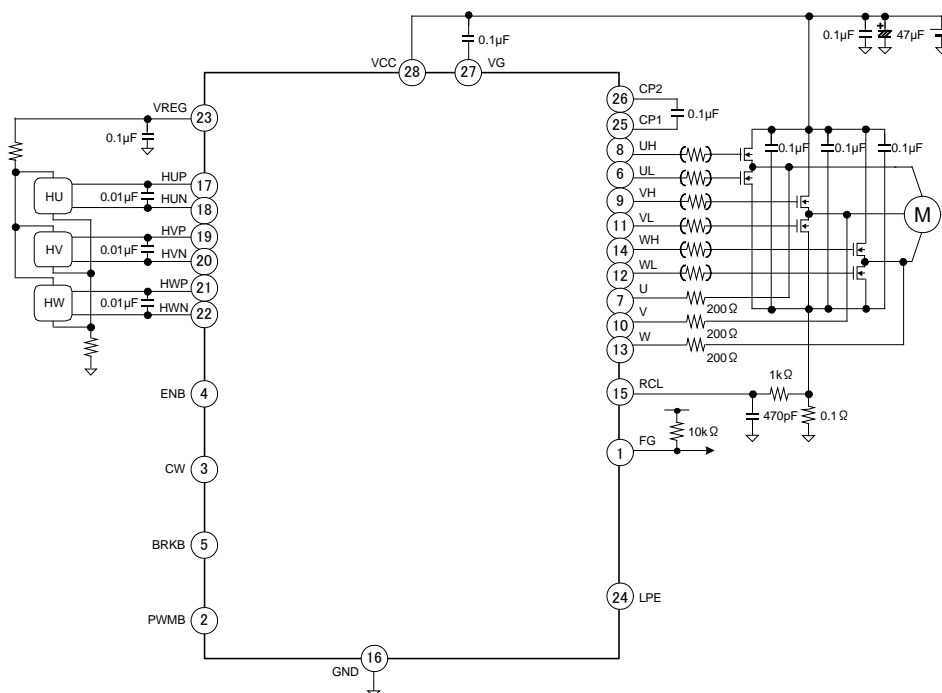 0.1µF
0.1µF
+
47µF
VCC
28
27
VG
VREG
23
0.1µF
26
CP2
25
CP1
0.1µF
8
UH
0.1µF
0.1µF
0.1µF
HU
HUP
17
0.01µF
HUN
18
6
UL
9
VH
M
HV
HVP
19
0.01µF
HVN
20
11
VL
14
WH
HW
HWP
21
0.01µF
HWN
22
12
WL
7
U
200Ω
10
V
200Ω
13
W
200Ω
ENB
4
15
RCL
1kΩ
470pF
0.1Ω
10kΩ
1
FG
CW
3
BRKB
5
24
LPE
PWMB
2
16
GND